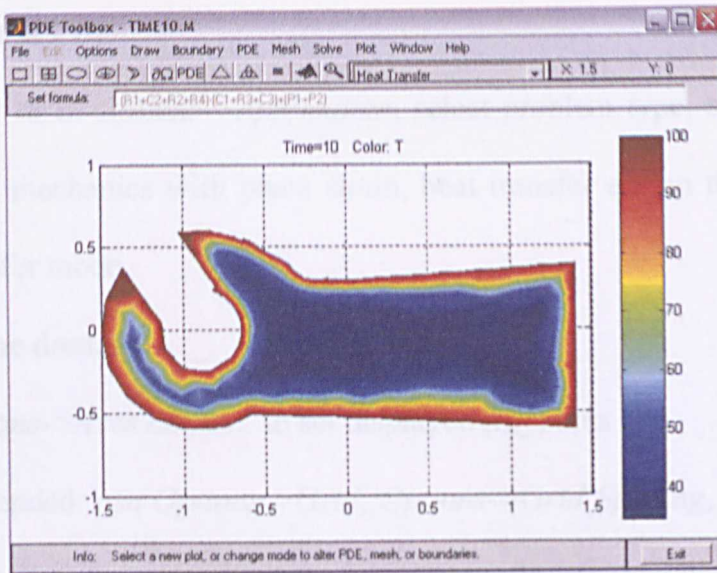 PDE Toolbox - TIME10.M
File Edit Options Draw Boundary PDE Mesh Solve Plot Window Help
PDE
Heat Transfer
X: 1.5 Y: 0
Set formula: (R1+C2+R2+R4)-(C1+R3+C3)+(P1+P2)
Time=10 Color: T
1
0.5
0
-0.5
-1
-1.5 -1 -0.5 0 0.5 1 1.5
100
90
80
70
60
50
40
Info: Select a new plot, or change mode to alter PDE, mesh, or boundaries.
Exit